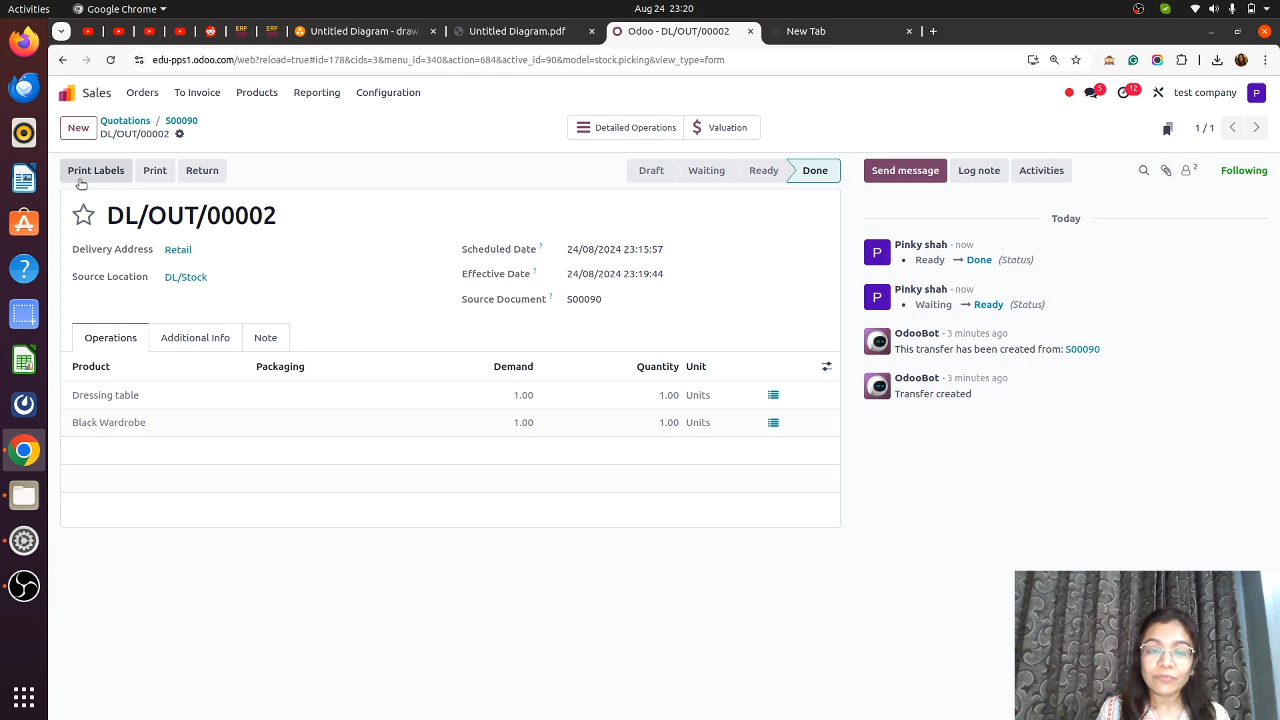 Activities
Google Chrome
Aug 24 23:20
ERP
ERP
Untitled Diagram - draw.
Untitled Diagram.pdf
Odoo - DL/OUT/00002
New Tab
edu-pps1.odoo.com/web?reload=true#id=178&cids=3&menu_id=340&action=684&active_id=90&model=stock.picking&view_type=form
Sales
Orders
To Invoice
Products
Reporting
Configuration
5
12
test company
P
New
Quotations / S00090
DL/OUT/00002
Detailed Operations
Valuation
1 / 1
Print Labels
Print
Return
Draft
Waiting
Ready
Done
Send message
Log note
Activities
2
Following
DL/OUT/00002
Today
Delivery Address
Retail
Scheduled Date ?
24/08/2024 23:15:57
Source Location
DL/Stock
Effective Date ?
24/08/2024 23:19:44
Source Document ?
S00090
P
Pinky shah - now
Ready → Done (Status)
P
Pinky shah - now
Waiting → Ready (Status)
OdooBot - 3 minutes ago
This transfer has been created from: S00090
OdooBot - 3 minutes ago
Transfer created
Operations
Additional Info
Note
Product
Packaging
Demand
Quantity
Unit
Dressing table
1.00
1.00 Units
Black Wardrobe
1.00
1.00 Units